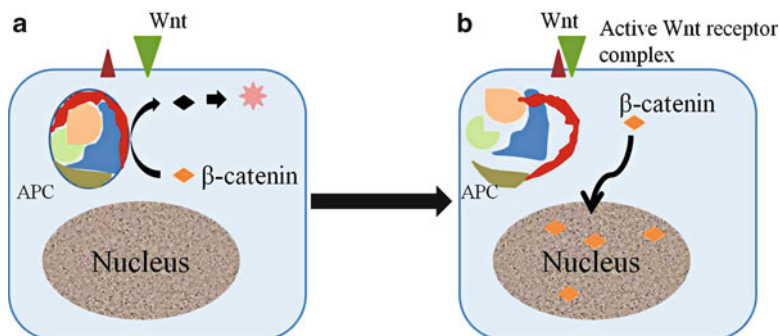 a
Wnt
APC
β-catenin
Nucleus
b
Wnt
Active Wnt receptor
complex
β-catenin
APC
Nucleus